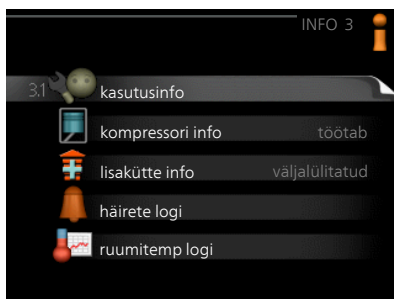 INFO 3
3.1 kasutusinfo
kompressori info töötab
lisakütte info väljalülitatud
häirete logi
ruumitemp logi